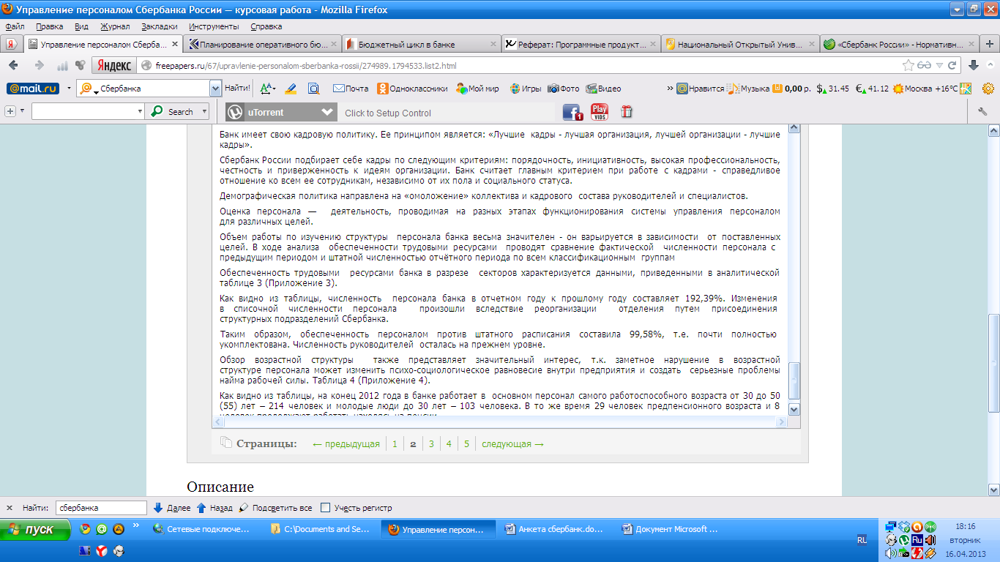 Управление персоналом Сбербанка России — курсовая работа - Mozilla Firefox
Файл Правка Вид Журнал Закладки Инструменты Справка
Управление персоналом Сберба... Планирование оперативного бю... Бюджетный цикл в банке Реферат: Программные продукт... Национальный Открытый Унив... «Сбербанк России» - Нормативн...
Яндекс freepapers.ru/67/upravlenie-personalom-sberbanka-rossii/274989.1794533.list2.html
@mail.ru Сбербанка Найти! Почта Одноклассники Мой мир Игры Фото Видео Нравится Музыка 0,00 р. $ 31.45 € 41.12 Москва +16°C
Search uTorrent Click to Setup Control 1 Play VIDS
Банк имеет свою кадровую политику. Ее принципом является: «Лучшие кадры - лучшая организация, лучшей организации - лучшие
кадры».
Сбербанк России подбирает себе кадры по следующим критериям: порядочность, инициативность, высокая профессиональность,
честность и приверженность к идеям организации. Банк считает главным критерием при работе с кадрами - справедливое
отношение ко всем ее сотрудникам, независимо от их пола и социального статуса.
Демографическая политика направлена на «омоложение» коллектива и кадрового состава руководителей и специалистов.
Оценка персонала — деятельность, проводимая на разных этапах функционирования системы управления персоналом
для различных целей.
Объем работы по изучению структуры персонала банка весьма значителен - он варьируется в зависимости от поставленных
целей. В ходе анализа обеспеченности трудовыми ресурсами проводят сравнение фактической численности персонала с
предыдущим периодом и штатной численностью отчётного периода по всем классификационным группам
Обеспеченность трудовыми ресурсами банка в разрезе секторов характеризуется данными, приведенными в аналитической
таблице 3 (Приложение 3).
Как видно из таблицы, численность персонала банка в отчетном году к прошлому году составляет 192,39%. Изменения
в списочной численности персонала произошли вследствие реорганизации отделения путем присоединения
структурных подразделений Сбербанка.
Таким образом, обеспеченность персоналом против штатного расписания составила 99,58%, т.е. почти полностью
укомплектована. Численность руководителей осталась на прежнем уровне.
Обзор возрастной структуры также представляет значительный интерес, т.к. заметное нарушение в возрастной
структуре персонала может изменить психо-социологическое равновесие внутри предприятия и создать серьезные проблемы
найма рабочей силы. Таблица 4 (Приложение 4).
Как видно из таблицы, на конец 2012 года в банке работает в основном персонал самого работоспособного возраста от 30 до 50
(55) лет – 214 человек и молодые люди до 30 лет – 103 человека. В то же время 29 человек предпенсионного возраста и 8
человек продолжают работать находясь на пенсии
Страницы: ← предыдущая 1 2 3 4 5 следующая →
Описание
Найти: сбербанка Далее Назад Подсветить все Учесть регистр
пуск Сетевые подключе... C:\Documents and Se... Управление персон... Анкета сбербанк.do... Документ Microsoft ... RU Ru 18:16
вторник
16.04.2013